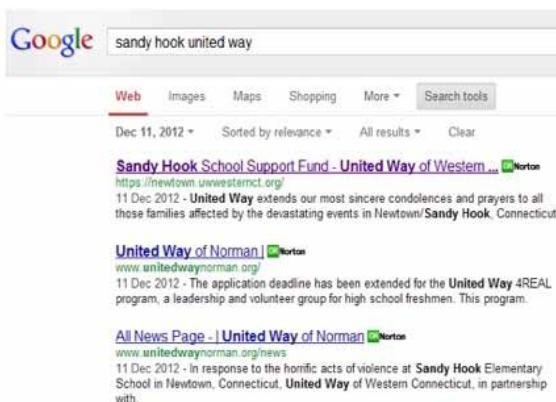 Google sandy hook united way
Web Images Maps Shopping More Search tools
Dec 11, 2012 Sorted by relevance All results Clear
Sandy Hook School Support Fund - United Way of Western ... OK Norton
https://newtown.uwwesternct.org/
11 Dec 2012 - United Way extends our most sincere condolences and prayers to all
those families affected by the devastating events in Newtown/Sandy Hook, Connecticut
United Way of Norman | OK Norton
www.unitedwaynorman.org/
11 Dec 2012 - The application deadline has been extended for the United Way 4REAL
program, a leadership and volunteer group for high school freshmen. This program.
All News Page - | United Way of Norman OK Norton
www.unitedwaynorman.org/news
11 Dec 2012 - In response to the horrific acts of violence at Sandy Hook Elementary
School in Newtown, Connecticut, United Way of Western Connecticut, in partnership
with.